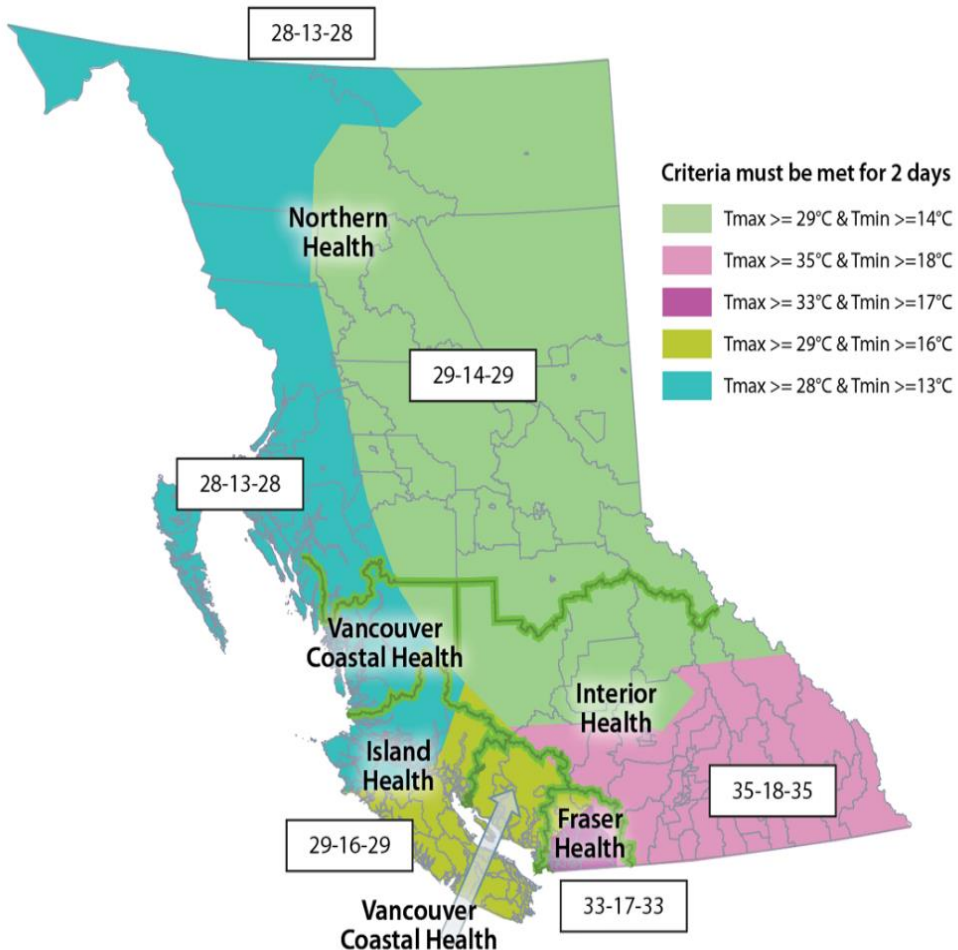 28-13-28
Criteria must be met for 2 days
Tmax >= 29°C & Tmin >=14°C
Tmax >= 35°C & Tmin >=18°C
Tmax >= 33°C & Tmin >=17°C
Tmax >= 29°C & Tmin >=16°C
Tmax >= 28°C & Tmin >=13°C
Northern
Health
29-14-29
28-13-28
Vancouver
Coastal Health
Interior
Health
Island
Health
35-18-35
Fraser
Health
29-16-29
33-17-33
Vancouver
Coastal Health